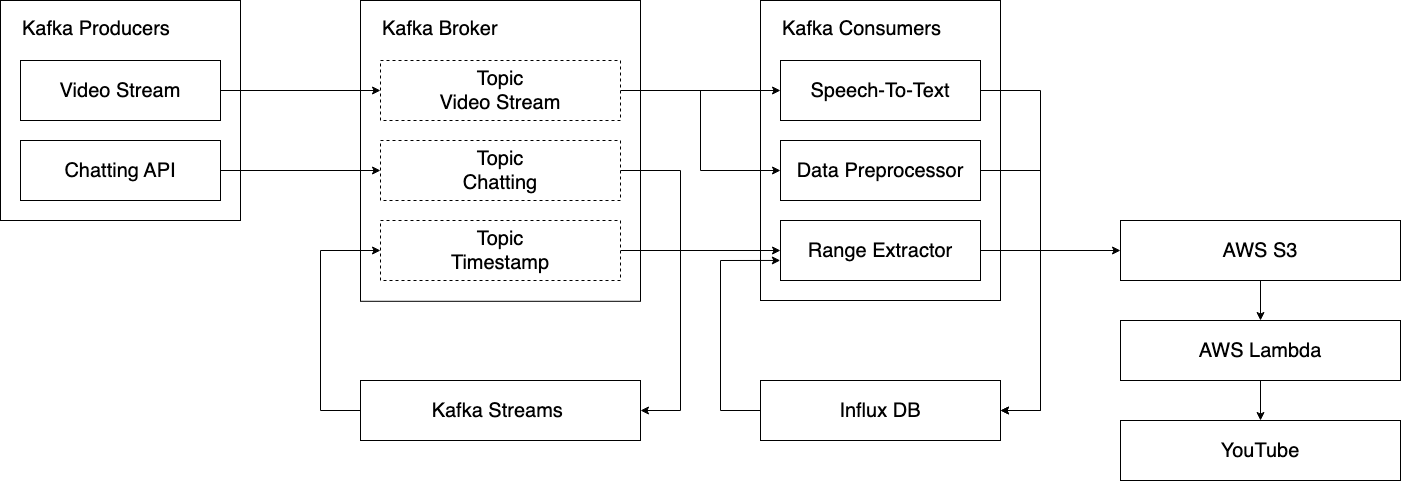 Kafka Producers
Video Stream
Chatting API
Kafka Broker
Topic
Video Stream
Topic
Chatting
Topic
Timestamp
Kafka Streams
Kafka Consumers
Speech-To-Text
Data Preprocessor
Range Extractor
Influx DB
AWS S3
AWS Lambda
YouTube